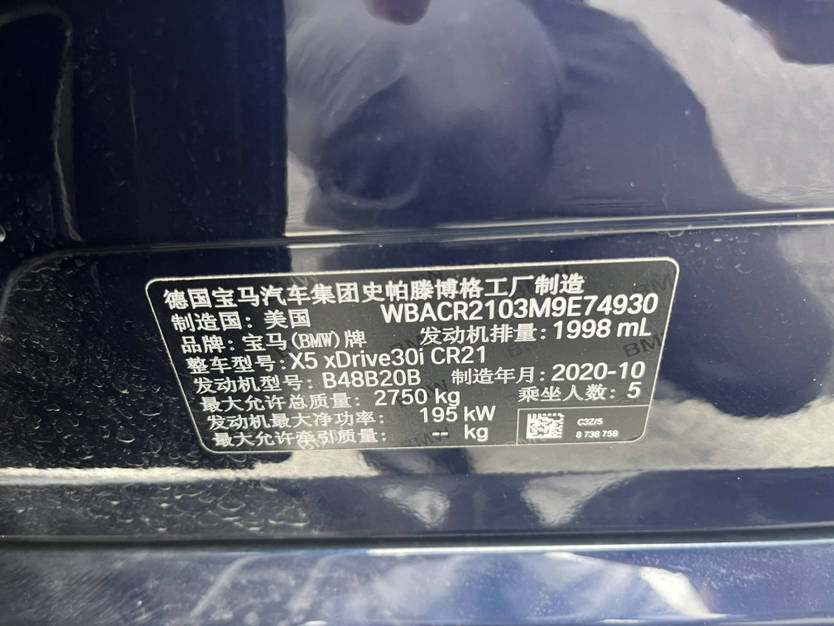 德国宝马汽车集团史帕滕博格工厂制造
制造国：美国 WBACR2103M9E74930
品牌：宝马(BMW)牌 发动机排量：1998 mL
整车型号：X5 xDrive30i CR21
发动机型号：B48B20B 制造年月：2020-10
最大允许总质量：2750 kg 乘坐人数：5
发动机最大净功率： 195 kW
最大允许牵引质量： -- kg
C3Z/5
8 738 758